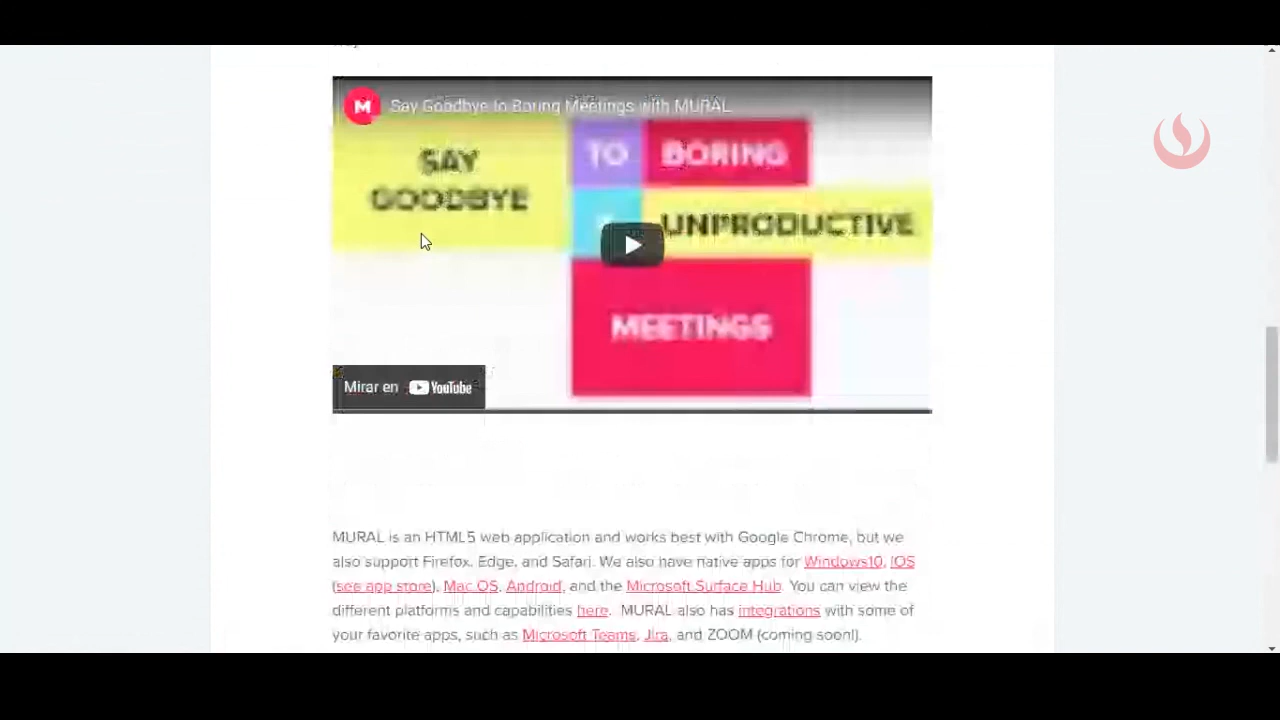 M Say Goodbye to Boring Meetings with MURAL
SAY
GOODBYE
TO
BORING
UNPRODUCTIVE
MEETINGS
Mirar en YouTube
MURAL is an HTML5 web application and works best with Google Chrome, but we
also support Firefox, Edge, and Safari. We also have native apps for Windows10, iOS
(see app store), Mac OS, Android, and the Microsoft Surface Hub. You can view the
different platforms and capabilities here. MURAL also has integrations with some of
your favorite apps, such as Microsoft Teams, Jira, and ZOOM (coming soon!).